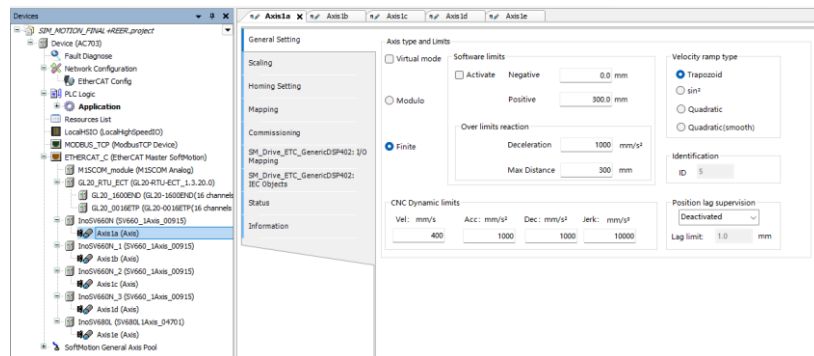 Devices
SIM_MOTION_FINAL+REER.project
Device (AC703)
Fault Diagnose
Network Configuration
EtherCAT Config
PLC Logic
Application
Resources List
LocalHSIO (LocalHighSpeedIO)
MODBUS_TCP (ModbusTCP Device)
ETHERCAT_C (EtherCAT Master SoftMotion)
M1SCOM_module (M1SCOM Analog)
GL20_RTU_ECT (GL20-RTU-ECT_1.3.20.0)
GL20_1600END (GL20-1600END(16 channels
GL20_0016ETP (GL20-0016ETP(16 channels
InoSV660N (SV660_1Axis_00915)
Axis1a (Axis)
InoSV660N_1 (SV660_1Axis_00915)
Axis1b (Axis)
InoSV660N_2 (SV660_1Axis_00915)
Axis1c (Axis)
InoSV660N_3 (SV660_1Axis_00915)
Axis1d (Axis)
InoSV680L (SV680L1Axis_04701)
Axis1e (Axis)
SoftMotion General Axis Pool
Axis1a Axis1b Axis1c Axis1d Axis1e
General Setting
Scaling
Homing Setting
Mapping
Commissioning
SM_Drive_ETC_GenericDSP402: I/O
Mapping
SM_Drive_ETC_GenericDSP402:
IEC Objects
Status
Information
Axis type and Limits
Virtual mode
Modulo
Finite
Software limits
Activate Negative 0.0 mm
Positive 300.0 mm
Over limits reaction
Deceleration 1000 mm/s²
Max Distance 300 mm
CNC Dynamic limits
Vel: mm/s Acc: mm/s² Dec: mm/s² Jerk: mm/s³
400 1000 1000 10000
Velocity ramp type
Trapozoid
sin²
Quadratic
Quadratic(smooth)
Identification
ID 5
Position lag supervision
Deactivated
Lag limit: 1.0 mm